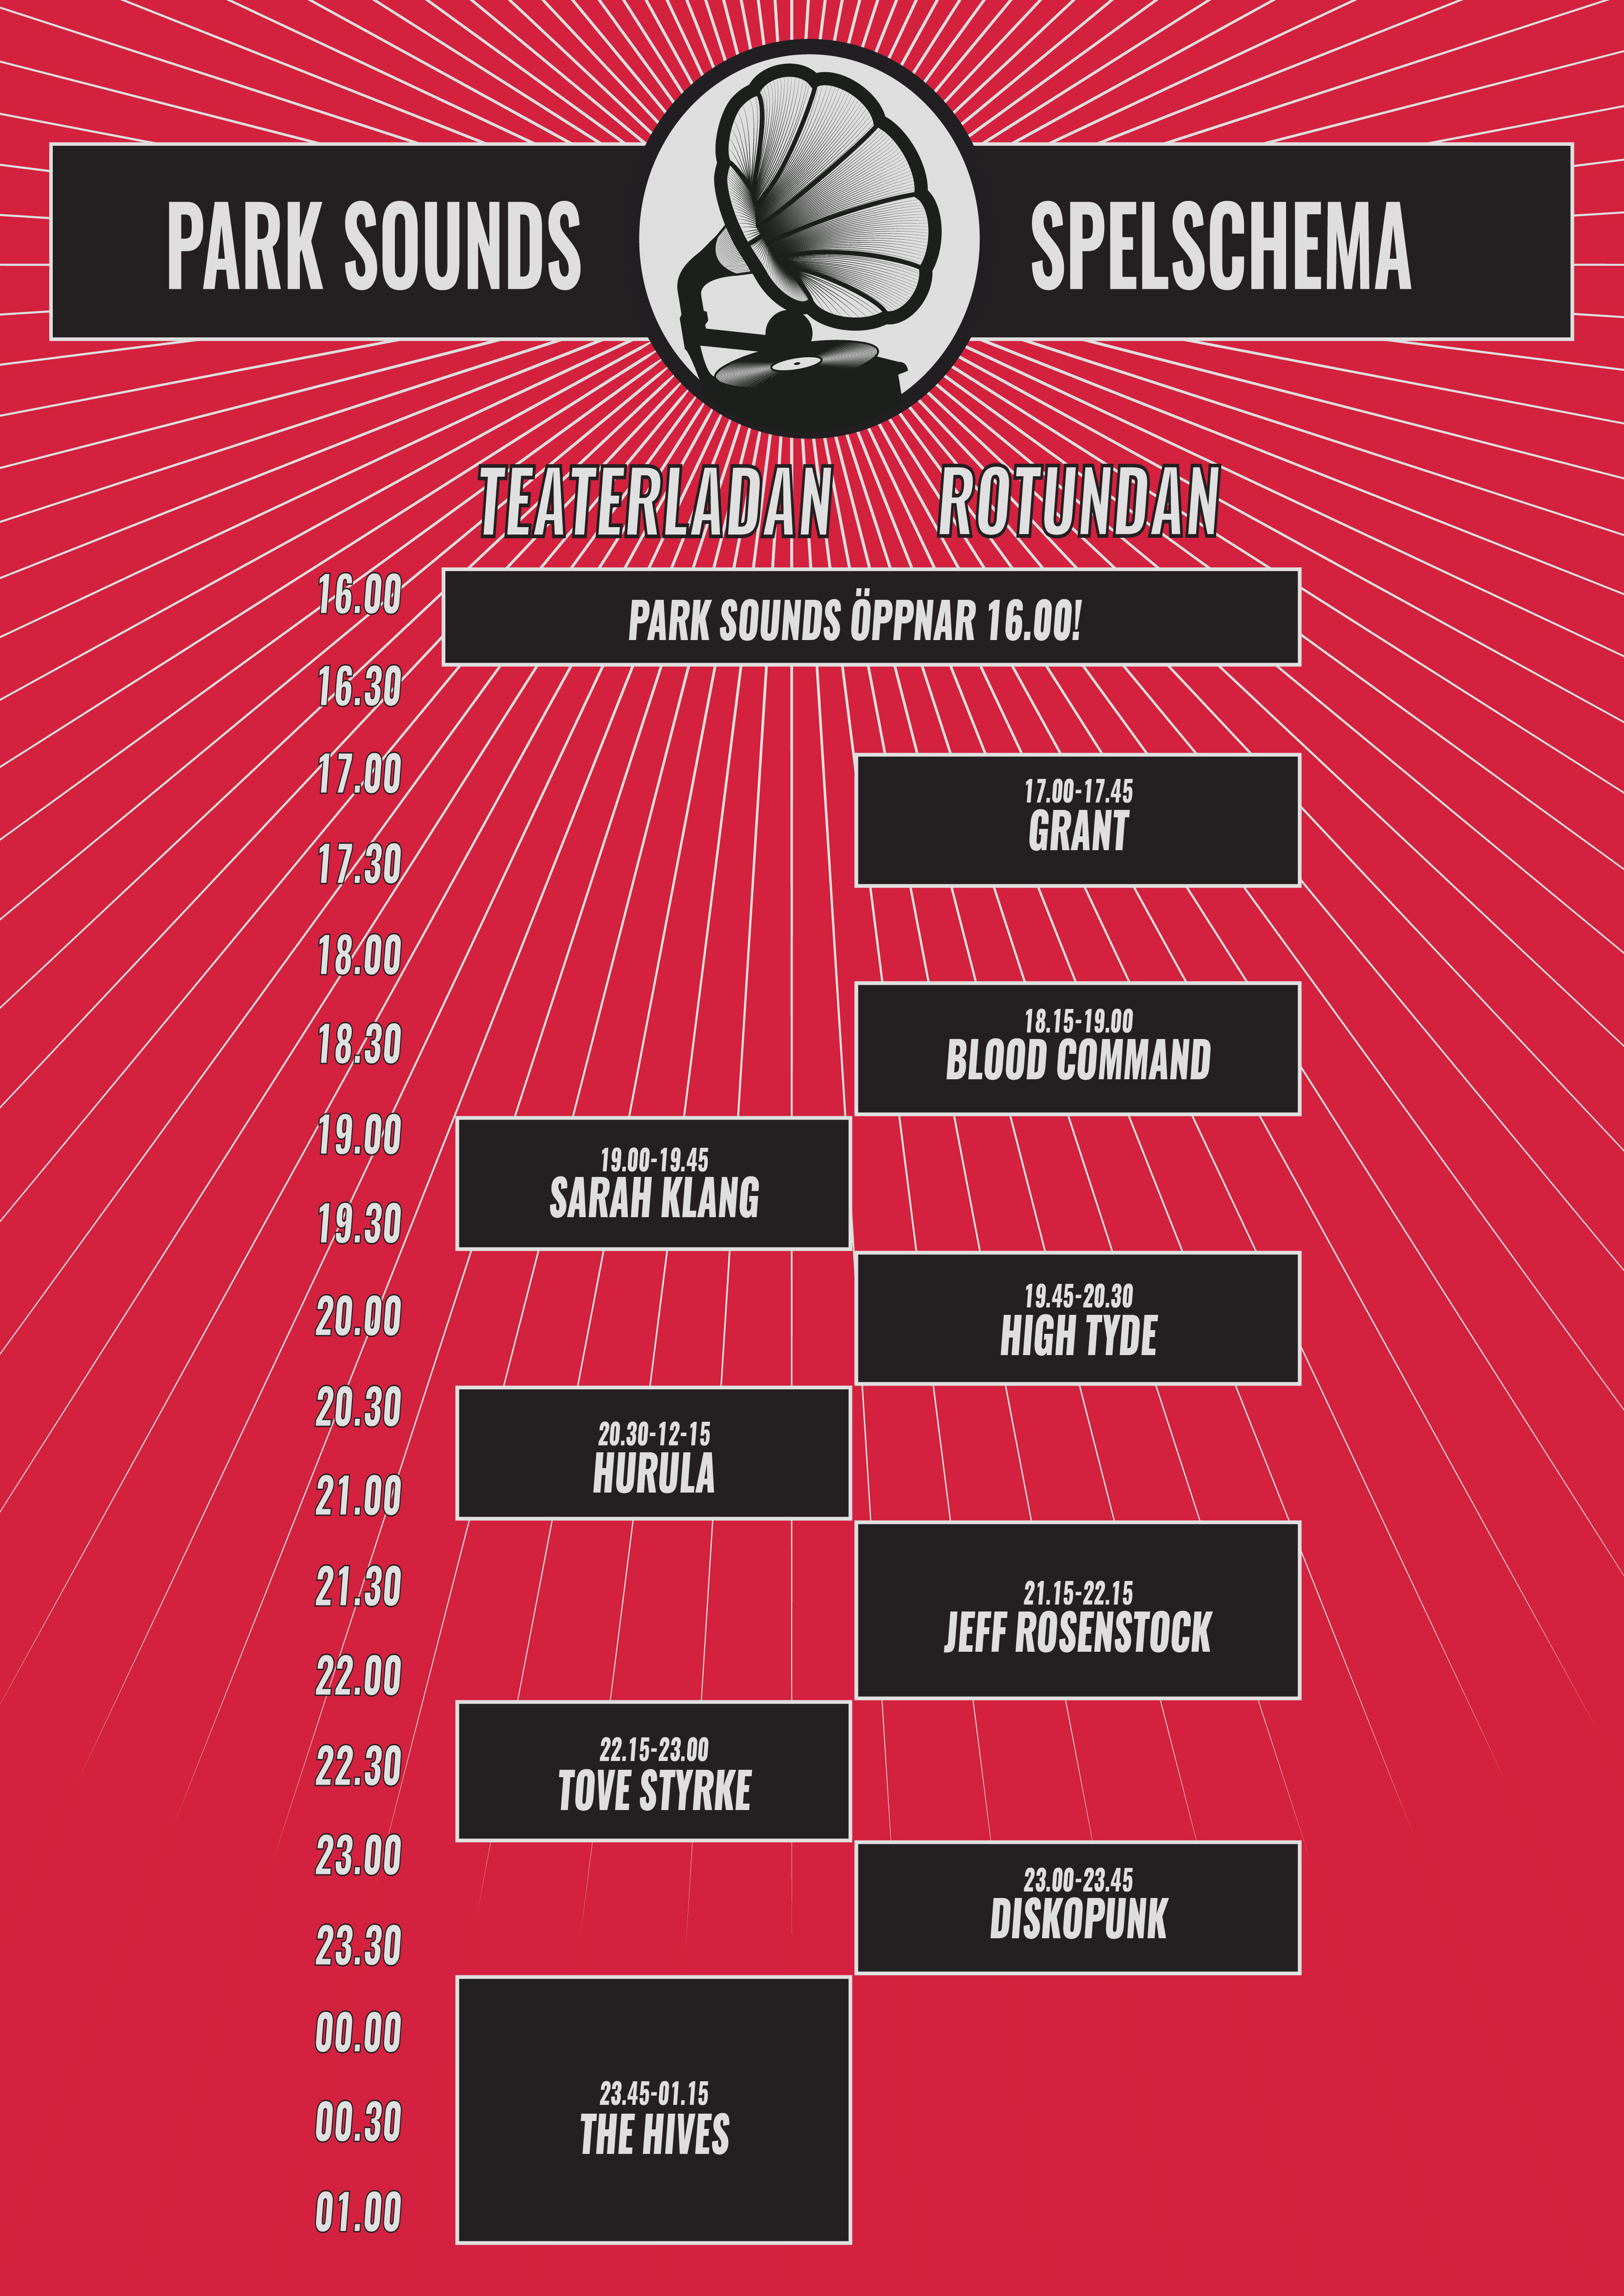 PARK SOUNDS
SPELSCHEMA
TEATERLADAN
ROTUNDAN
16.00
PARK SOUNDS ÖPPNAR 16.00!
16.30
17.00
17.00-17.45
GRANT
17.30
18.00
18.15-19.00
BLOOD COMMAND
18.30
19.00
19.00-19.45
SARAH KLANG
19.30
19.45-20.30
HIGH TYDE
20.00
20.30
20.30-12-15
HURULA
21.00
21.15-22.15
JEFF ROSENSTOCK
21.30
22.00
22.15-23.00
TOVE STYRKE
22.30
23.00
23.00-23.45
DISKOPUNK
23.30
00.00
23.45-01.15
THE HIVES
00.30
01.00